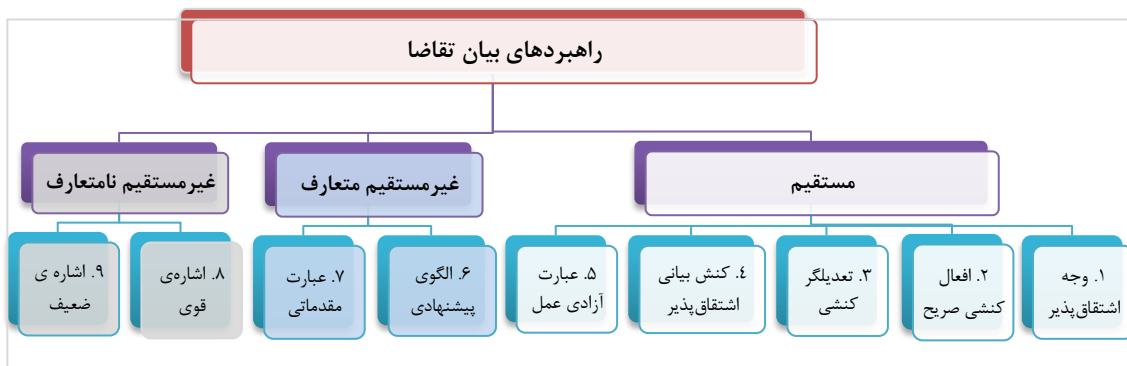 راهبردهای بیان تقاضا
مستقیم
غیرمستقیم متعارف
غیرمستقیم نامتعارف
۱. وجه
اشتقاق‌پذیر
۲. افعال
کنشی صریح
۳. تعدیلگر
کنشی
٤. کنش بیانی
اشتقاق‌پذیر
۵. عبارت
آزادی عمل
۶. الگوی
پیشنهادی
۷. عبارت
مقدماتی
۸. اشاره‌ی
قوی
۹. اشاره ی
ضعیف